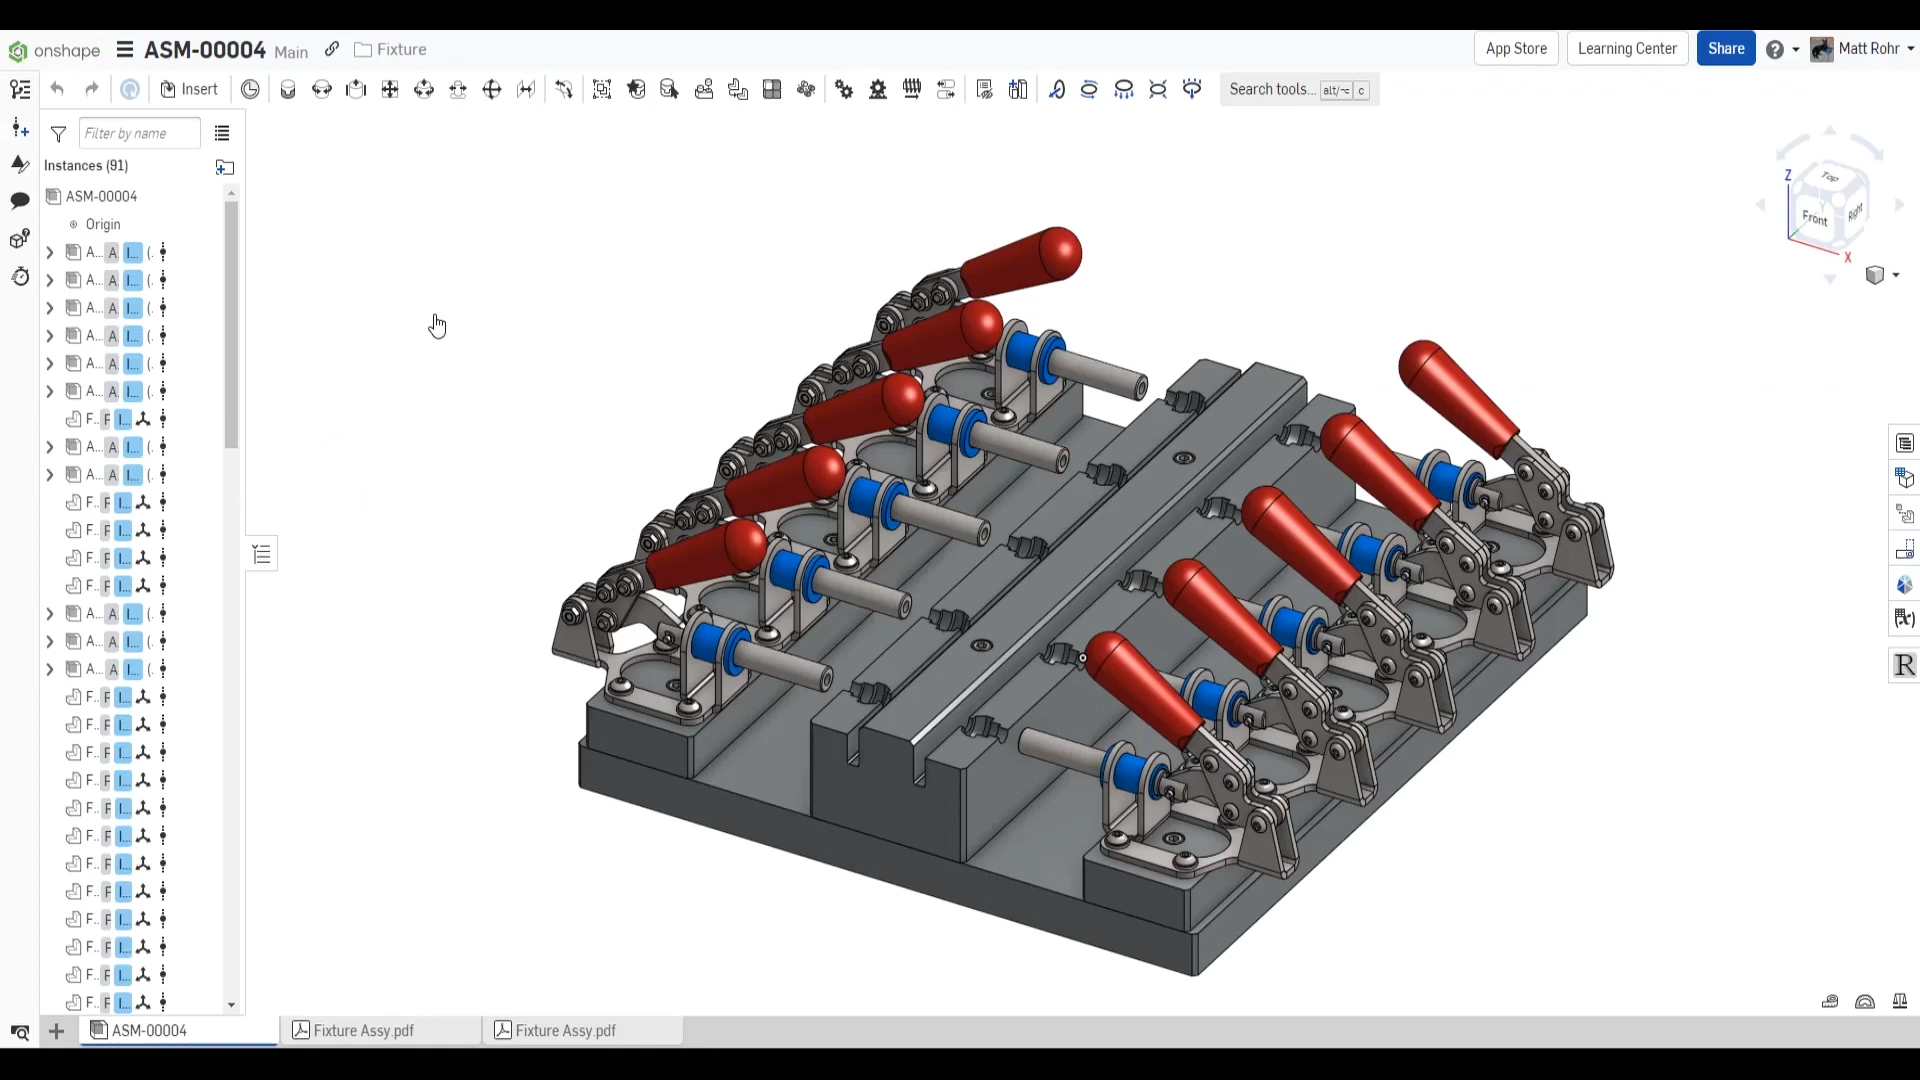 onshape ASM-00004 Main Fixture
App Store Learning Center Share Matt Rohr
Insert Search tools... alt/⌥ c
Filter by name
Instances (91)
ASM-00004
Origin
A... A I... (.
A... A I... (.
A... A I... (.
A... A I... (.
A... A I... (.
A... A I... (.
F.. F I...
A... A I... (.
A... A I... (.
F.. F I...
F.. F I...
F.. F I...
F.. F I...
A... A I... (.
A... A I... (.
A... A I... (.
F.. F I...
F.. F I...
F.. F I...
F.. F I...
F.. F I...
F.. F I...
F.. F I...
F.. F I...
F.. F I...
F.. F I...
F.. F I...
F.. F I...
Z
Top
Front
Right
Y
X
(x)
R
ASM-00004 Fixture Assy.pdf Fixture Assy.pdf